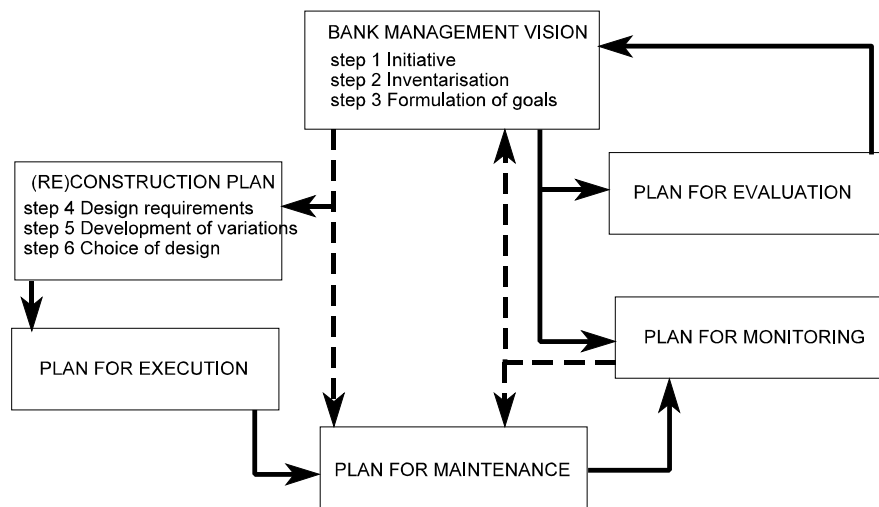 BANK MANAGEMENT VISION
step 1 Initiative
step 2 Inventarisation
step 3 Formulation of goals
(RE)CONSTRUCTION PLAN
step 4 Design requirements
step 5 Development of variations
step 6 Choice of design
PLAN FOR EVALUATION
PLAN FOR MONITORING
PLAN FOR EXECUTION
PLAN FOR MAINTENANCE